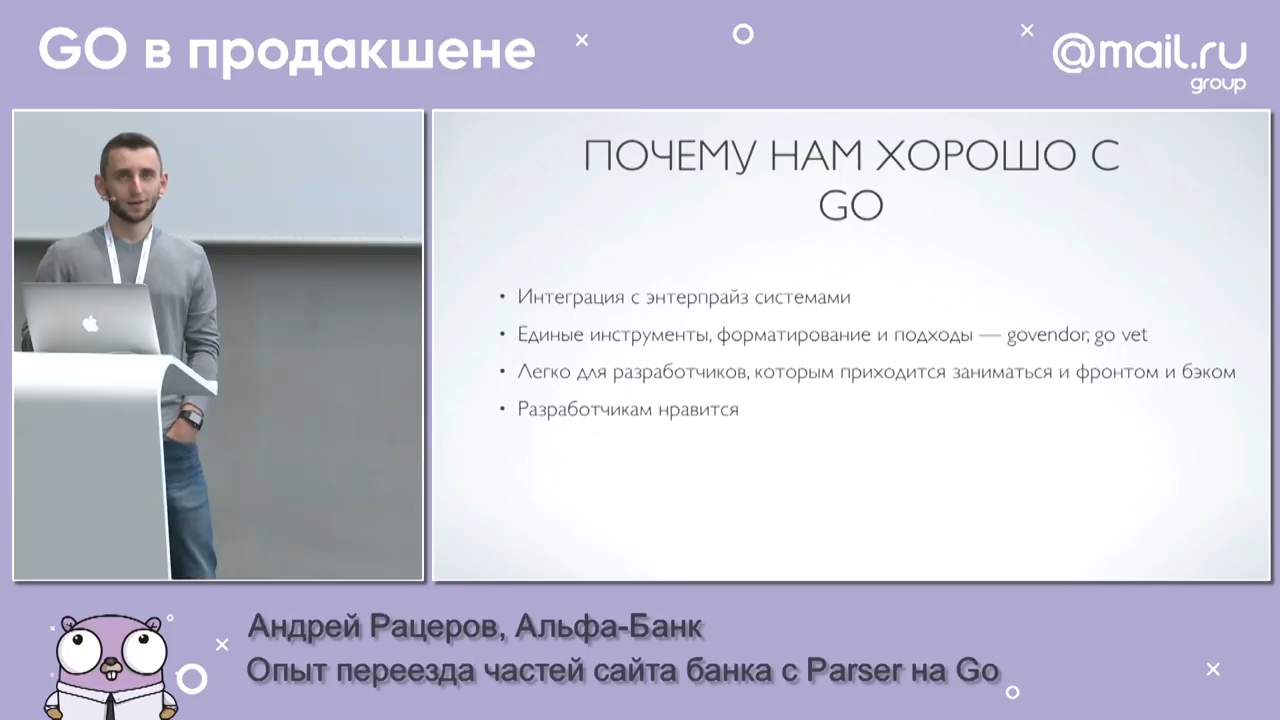 GO в продакшене
@mail.ru
group
ПОЧЕМУ НАМ ХОРОШО С
GO
• Интеграция с энтерпрайз системами
• Единые инструменты, форматирование и подходы — govendor, go vet
• Легко для разработчиков, которым приходится заниматься и фронтом и бэком
• Разработчикам нравится
Андрей Рацеров, Альфа-Банк
Опыт переезда частей сайта банка с Parser на Go